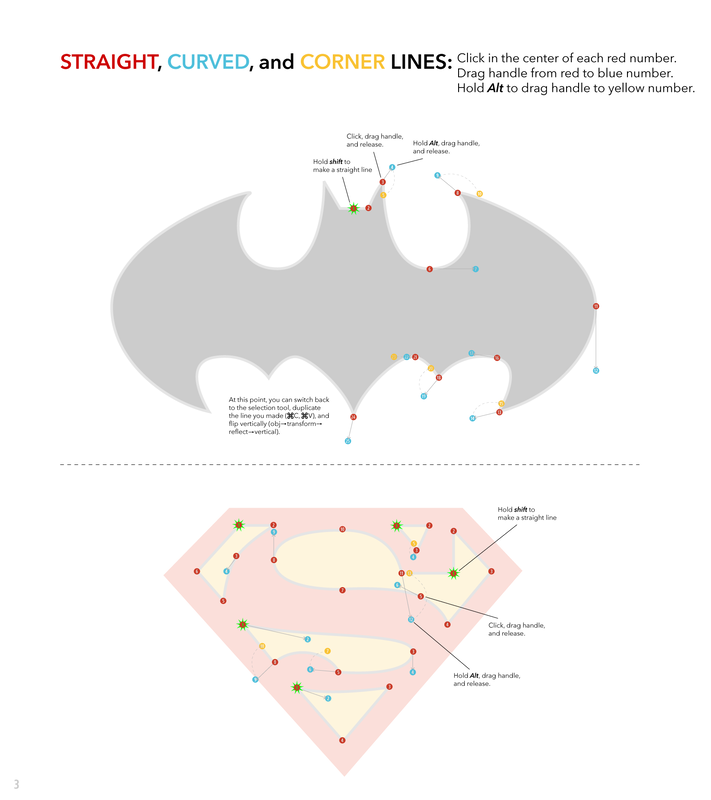 STRAIGHT, CURVED, and CORNER LINES: Click in the center of each red number.
Drag handle from red to blue number.
Hold Alt to drag handle to yellow number.
Click, drag handle,
and release.
Hold Alt, drag handle,
and release.
Hold shift to
make a straight line
At this point, you can switch back
to the selection tool, duplicate
the line you made (⌘C,⌘V), and
flip vertically (obj→transform→
reflect→vertical).
Hold shift to
make a straight line
Click, drag handle,
and release.
Hold Alt, drag handle,
and release.
3